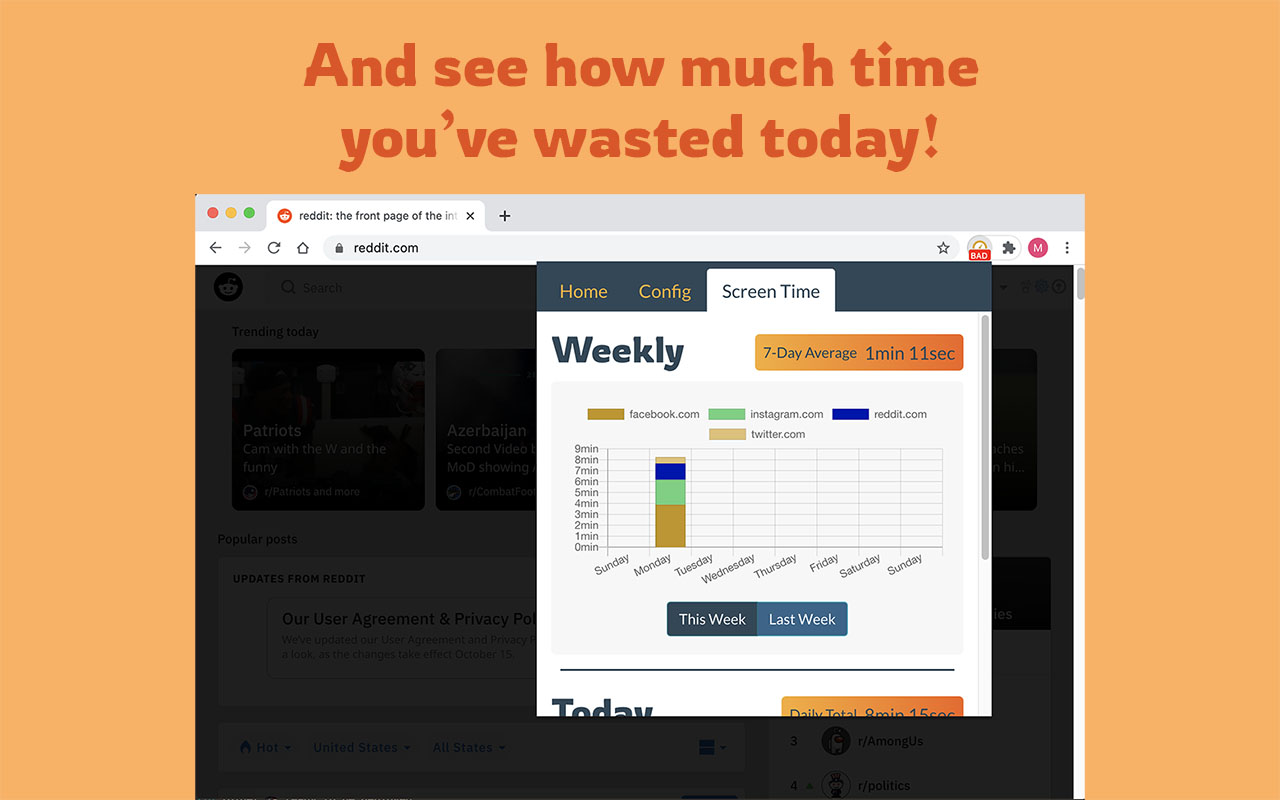 And see how much time
you've wasted today!
reddit: the front page of the int
reddit.com
BAD
M
Search
Home
Config
Screen Time
Trending today
Weekly
7-Day Average 1min 11sec
Patriots
Cam with the W and the
funny
r/Patriots and more
Azerbaijan
Second Video
MoD showing
r/CombatFoo
facebook.com
instagram.com
reddit.com
twitter.com
9min
8min
7min
6min
5min
4min
3min
2min
1min
0min
Sunday
Monday
Tuesday
Wednesday
Thursday
Friday
Saturday
Sunday
This Week
Last Week
Popular posts
UPDATES FROM REDDIT
Our User Agreement & Privacy Pol
We've updated our User Agreement and Privacy P
a look, as the changes take effect October 15.
ies
Today
Daily Total 8min 15sec
Hot
United States
All States
3 r/AmongUs
4 r/politics